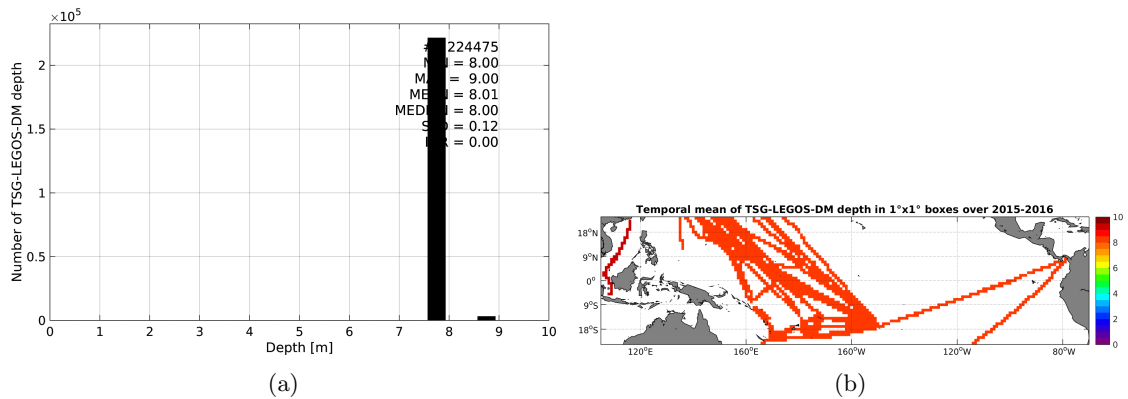 ×10⁵
224475
= 8.00
= 9.00
= 8.01
= 8.00
= 0.12
= 0.00
2
1.5
1
0.5
0
Number of TSG-LEGOS-DM depth
0 1 2 3 4 5 6 7 8 9 10
Depth [m]
(a)
Temporal mean of TSG-LEGOS-DM depth in 1°x1° boxes over 2015-2016
18°N
9°N
0°
9°S
18°S
120°E 160°E 160°W 120°W 80°W
10
8
6
4
2
0
(b)